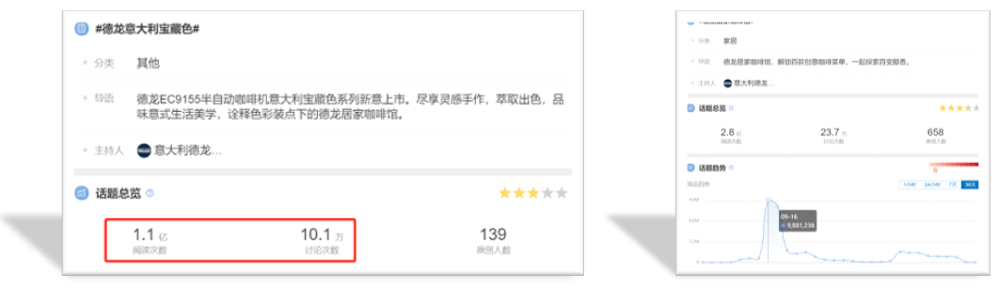 #德龙意大利宝藏色#
分类 其他
导语 德龙EC9155半自动咖啡机意大利宝藏色系列新意上市。尽享灵感手作，萃取出色，品
味意式生活美学，诠释色彩装点下的德龙居家咖啡馆。
主持人 意大利德龙...
话题总览
1.1 亿 10.1 万 139
阅读次数 讨论次数 原创人数
分类 家居
导语 德龙居家咖啡馆，解锁百款创意咖啡菜单，一起探索百变醇香。
主持人 意大利德龙...
话题总览
2.8 亿 23.7 万 658
阅读次数 讨论次数 原创人数
话题趋势
阅读趋势 1小时 24小时 7天 30天
09-16
9,881,238
0